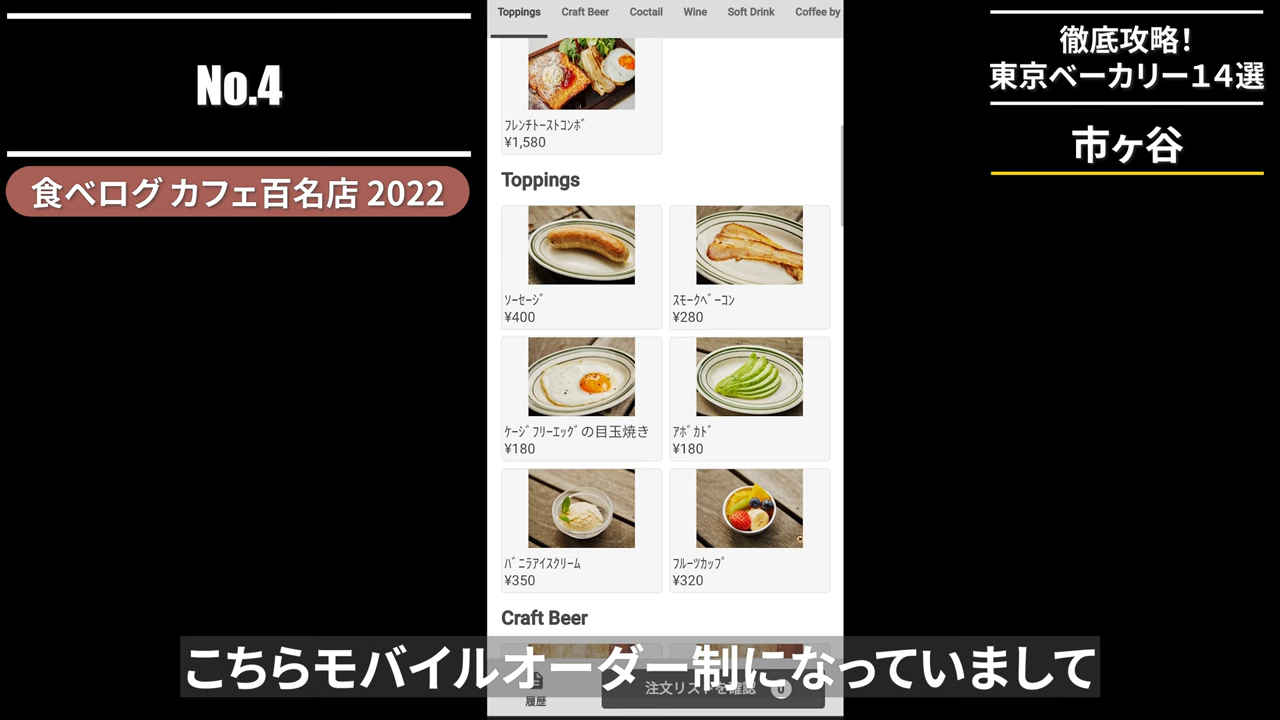 No.4
食べログ カフェ百名店 2022
徹底攻略!
東京ベーカリー14選
市ヶ谷
Toppings Craft Beer Coctail Wine Soft Drink Coffee by
ﾌﾚﾝﾁﾄｰｽﾄｺﾝﾎﾞ
¥1,580
Toppings
ｿｰｾｰｼﾞ
¥400
ｽﾓｰｸﾍﾞｰｺﾝ
¥280
ｹｰｼﾞﾌﾘｰｴｯｸﾞの目玉焼き
¥180
ｱﾎﾞｶﾄﾞ
¥180
ﾊﾞﾆﾗｱｲｽｸﾘｰﾑ
¥350
ﾌﾙｰﾂｶｯﾌﾟ
¥320
Craft Beer
こちらモバイルオーダー制になっていまして
注文リストを確認 0
履歴